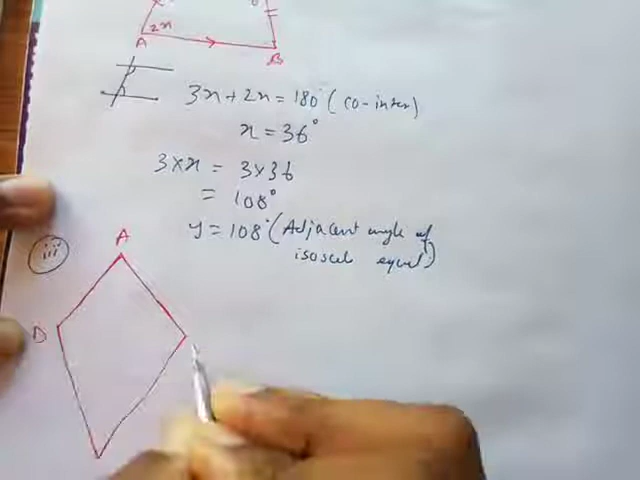 2x
A
B
3x + 2x = 180° (co-inter)
x = 36°
3 × x = 3 × 36
= 108°
y = 108° (Adjacent angle of
isoscel equal)
iii
A
D